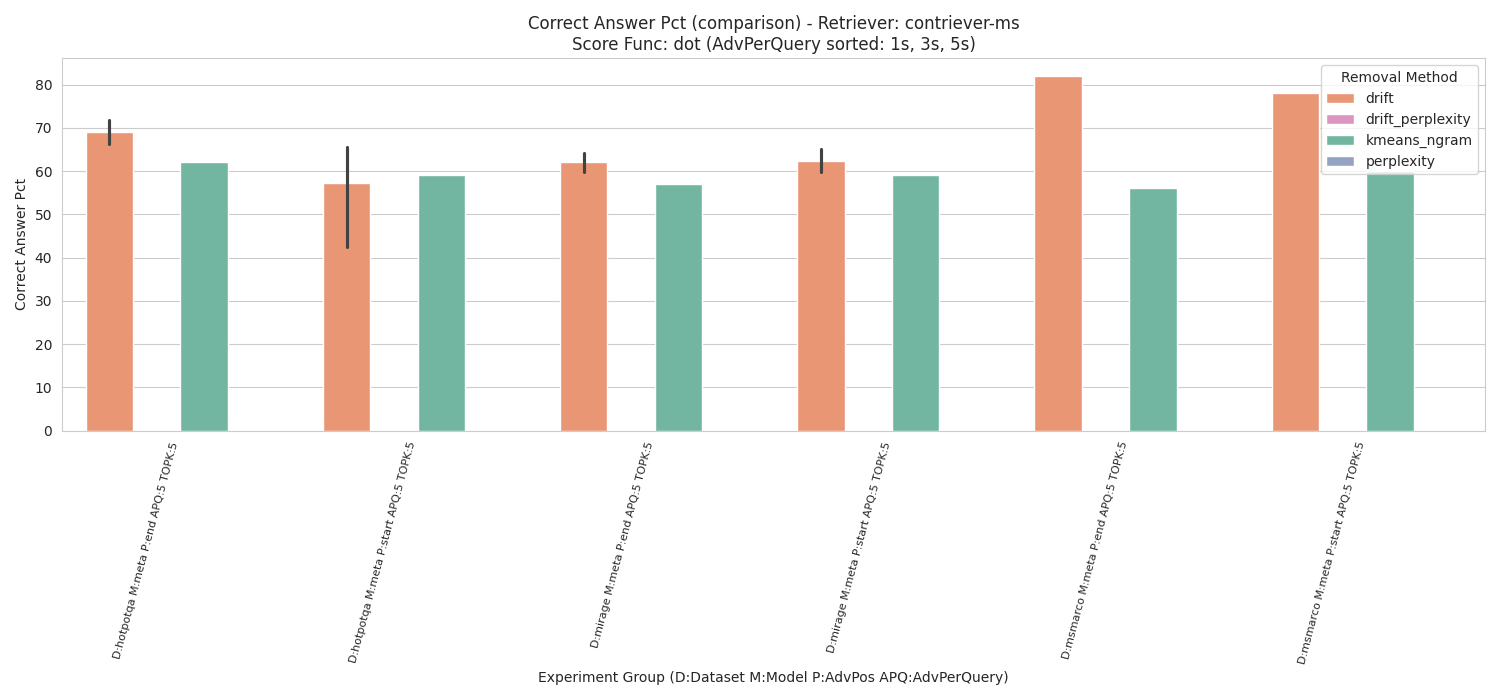 Correct Answer Pct (comparison) - Retriever: contriever-ms
Score Func: dot (AdvPerQuery sorted: 1s, 3s, 5s)
Correct Answer Pct
80
70
60
50
40
30
20
10
0
Removal Method
drift
drift_perplexity
kmeans_ngram
perplexity
D:hotpotqa M:meta P:end APQ:5 TOPK:5
D:hotpotqa M:meta P:start APQ:5 TOPK:5
D:mirage M:meta P:end APQ:5 TOPK:5
D:mirage M:meta P:start APQ:5 TOPK:5
D:msmarco M:meta P:end APQ:5 TOPK:5
D:msmarco M:meta P:start APQ:5 TOPK:5
Experiment Group (D:Dataset M:Model P:AdvPos APQ:AdvPerQuery)